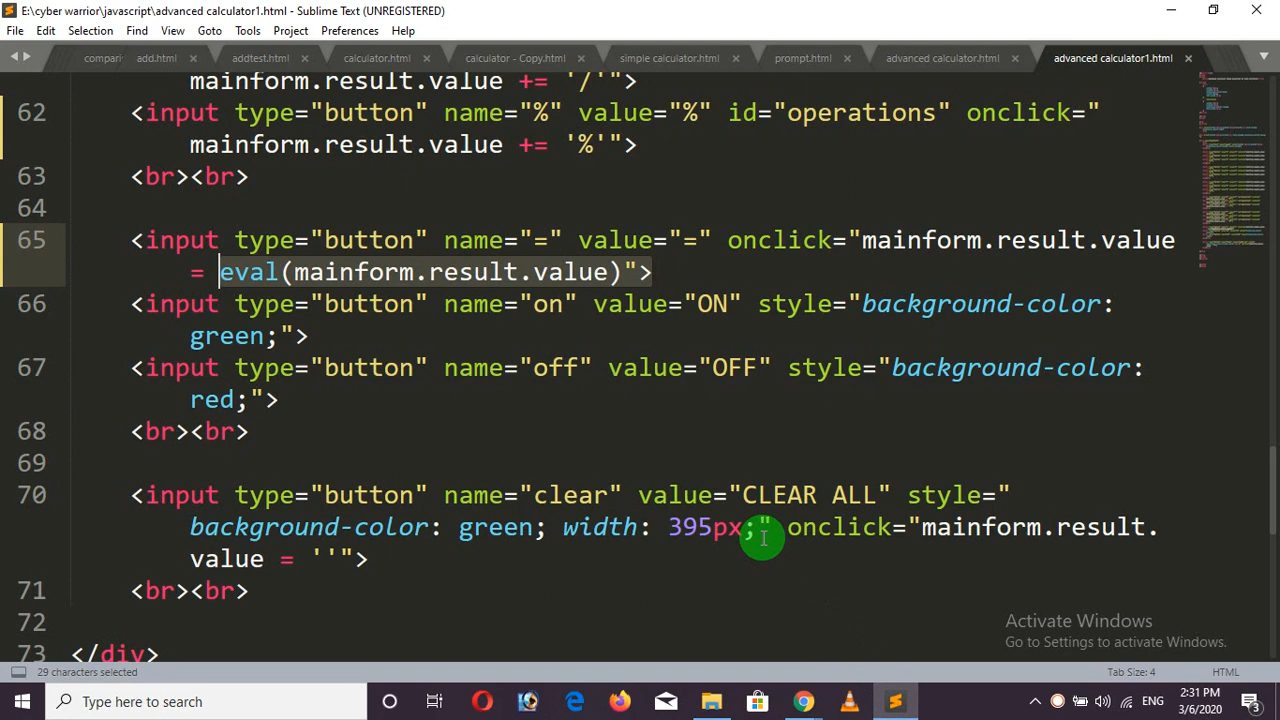 E:\cyber warrior\javascript\advanced calculator1.html - Sublime Text (UNREGISTERED)
File Edit Selection Find View Goto Tools Project Preferences Help
compari add.html addtest.html calculator.html calculator - Copy.html simple calculator.html prompt.html advanced calculator.html advanced calculator1.html
mainform.result.value += '/'">
62 <input type="button" name="%" value="%" id="operations" onclick="
mainform.result.value += '%'">
63 <br><br>
64
65 <input type="button" name="=" value="=" onclick="mainform.result.value
= eval(mainform.result.value)">
66 <input type="button" name="on" value="ON" style="background-color:
green;">
67 <input type="button" name="off" value="OFF" style="background-color:
red;">
68 <br><br>
69
70 <input type="button" name="clear" value="CLEAR ALL" style="
background-color: green; width: 395px;" onclick="mainform.result.
value = ''">
71 <br><br>
72
73 </div>
Activate Windows
Go to Settings to activate Windows.
29 characters selected Tab Size: 4 HTML
Type here to search ENG 2:31 PM
3/6/2020 3